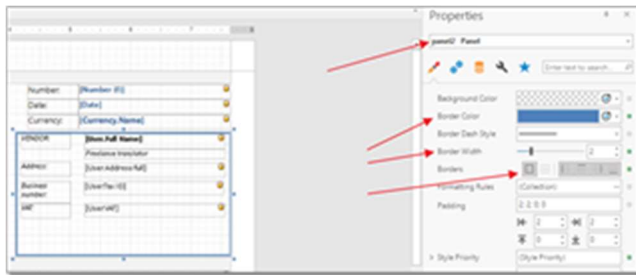 Properties
panel2 Panel
Enter text to search...
Number: [Number (I)]
Date: [Date]
Currency: [Currency.Name]
VENDOR [User.Full Name]
Freelance translator
Address: [User.Address full]
Business number: [UserTax ID]
VAT [UserVAT]
Background Color
Border Color
Border Dash Style
Border Width 2
Borders
Formatting Rules (Collection)
Padding 2; 2; 0; 0
2 2
0 0
Style Priority (Style Priority)